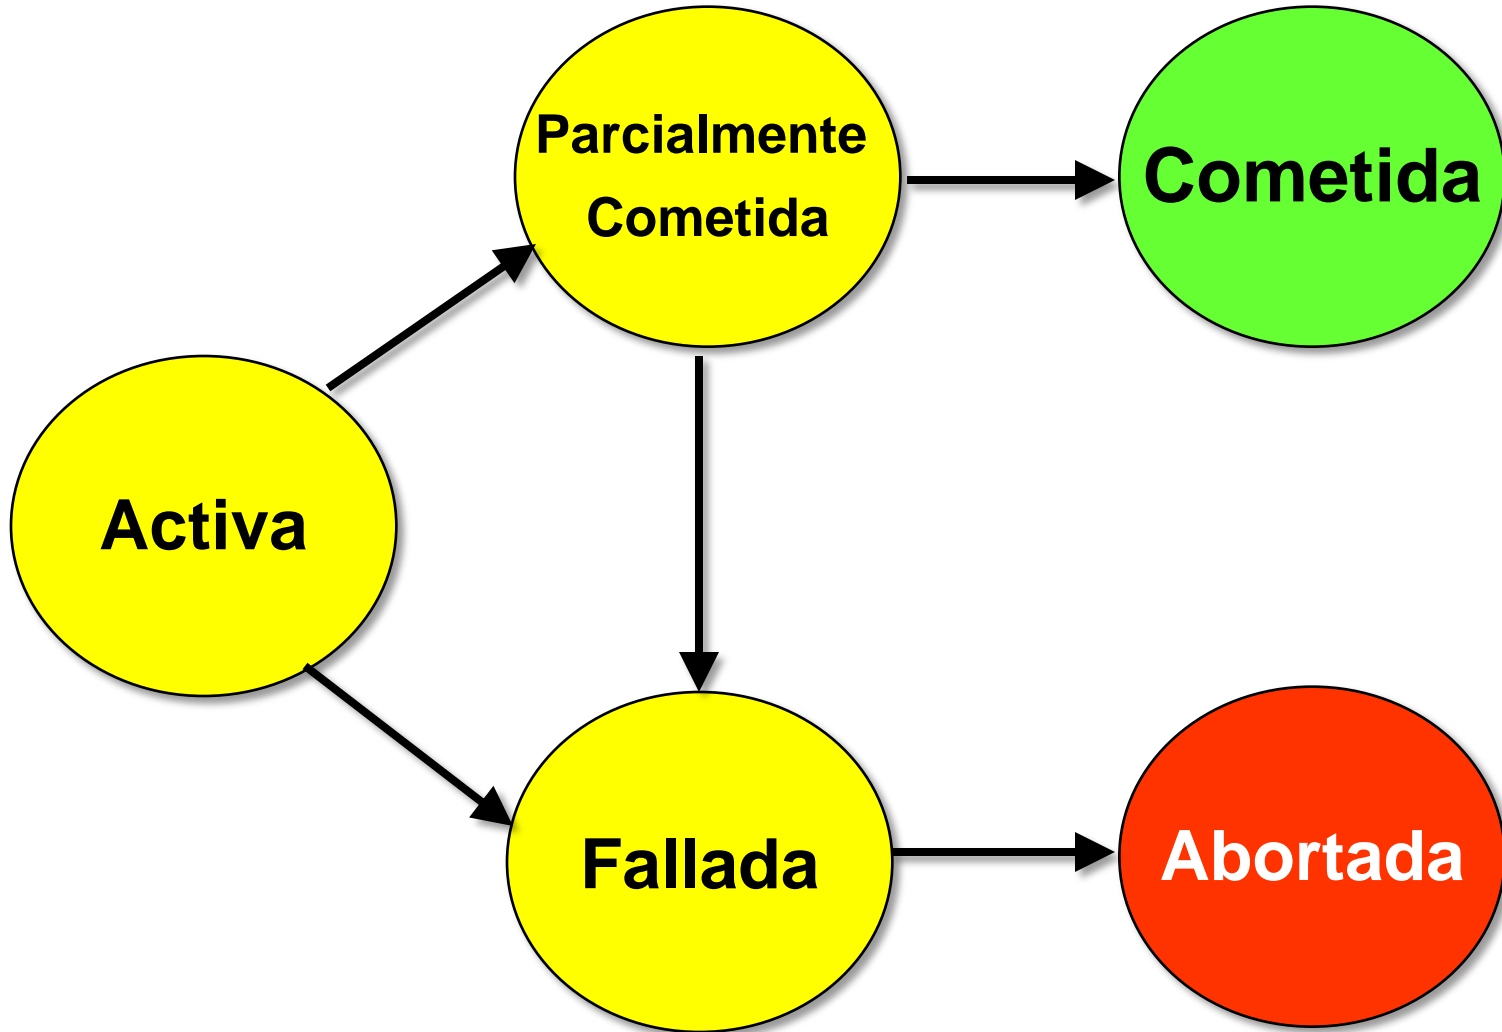 Parcialmente
Cometida
Cometida
Activa
Fallada
Abortada